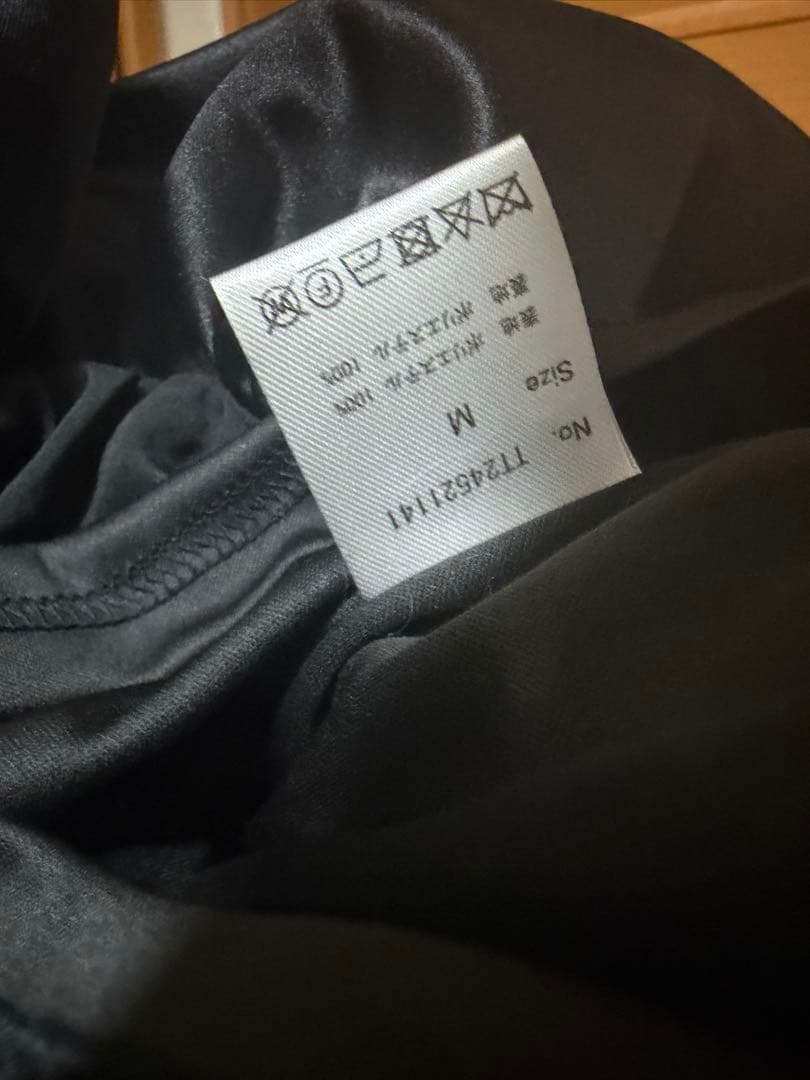 No. TT24521141
Size M
表地 ポリエステル 100%
裏地 ポリエステル 100%
F W